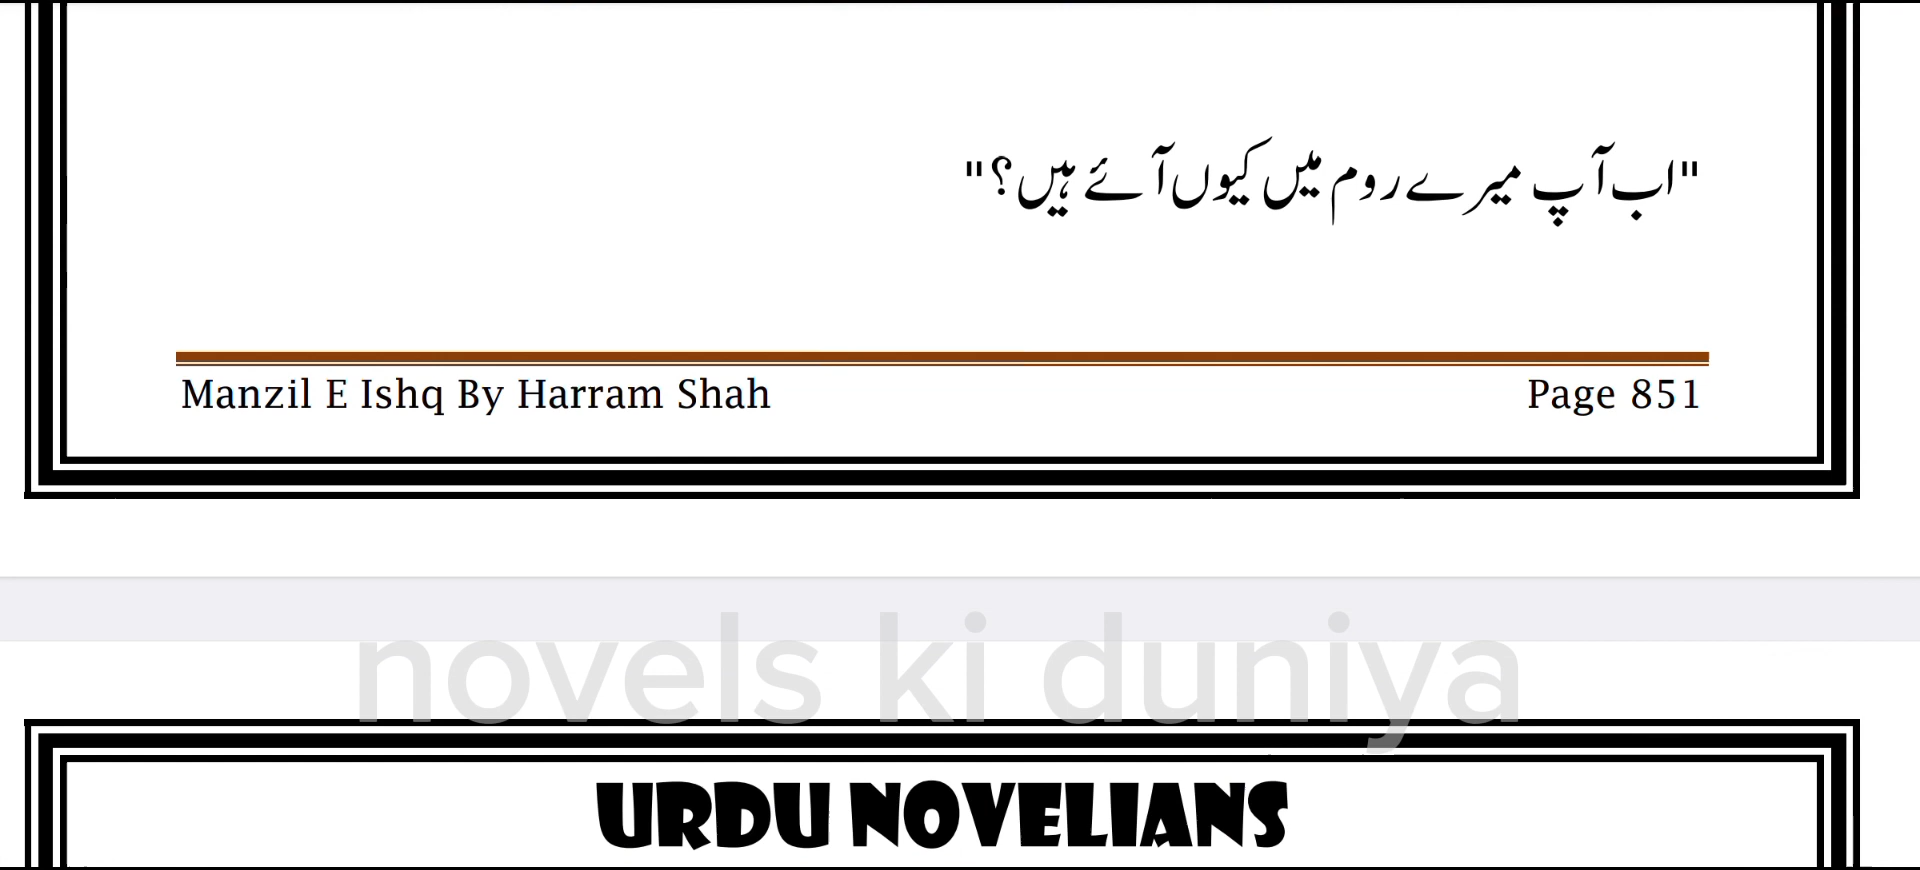 "اب آپ میرے روم میں کیوں آئے ہیں؟"
Manzil E Ishq By Harram Shah Page 851
novels ki duniya
URDU NOVELIANS